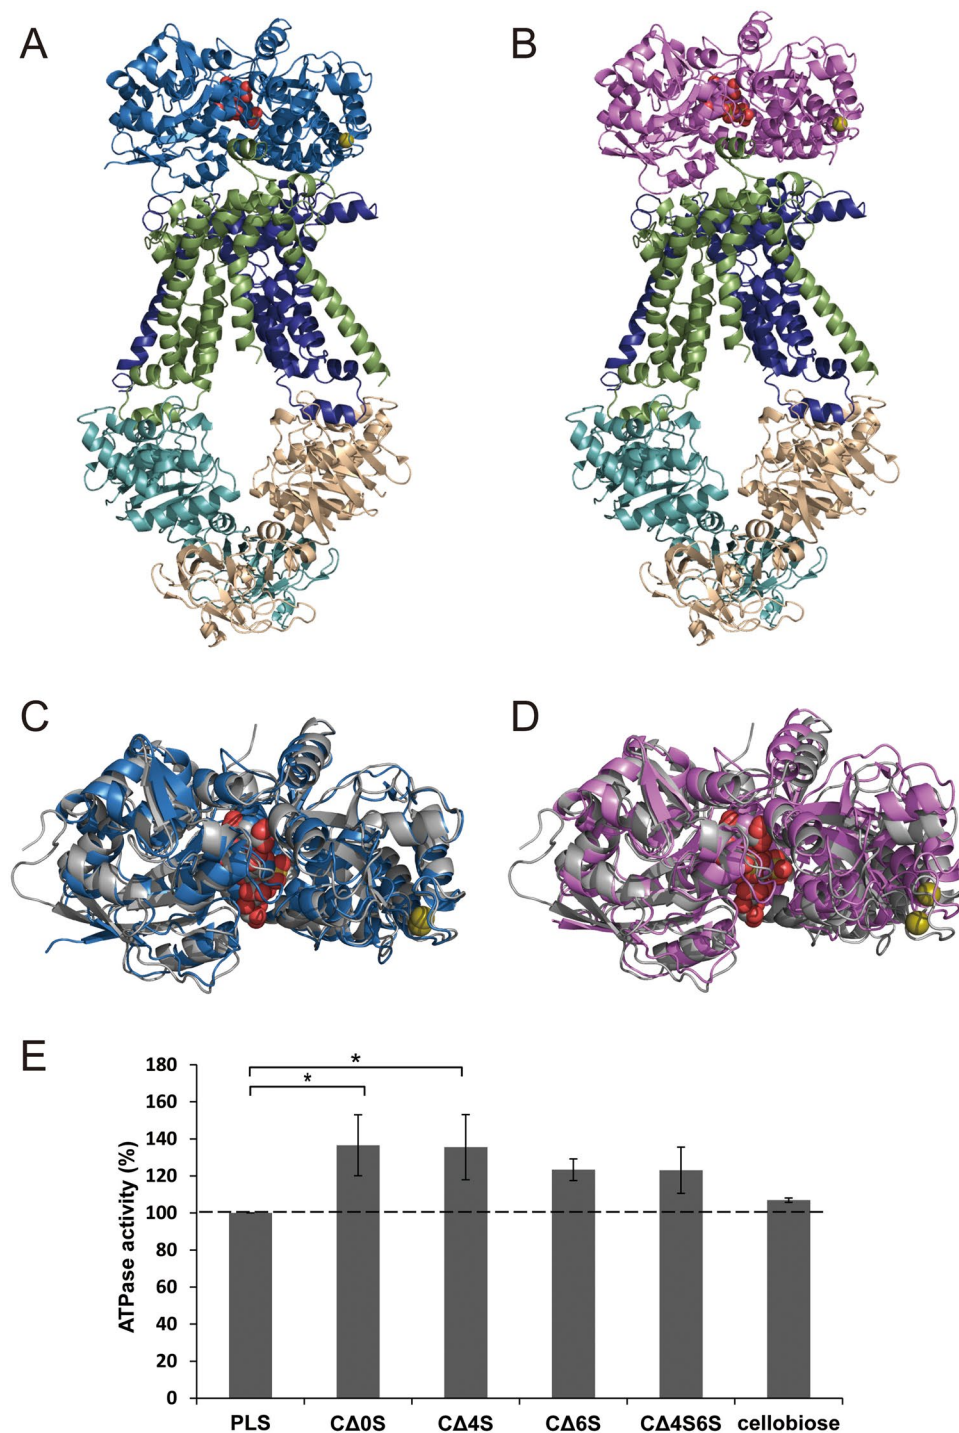 A
B
C
D
E
ATPase activity (%)
180
160
140
120
100
80
60
40
20
0
*
*
PLS CΔ0S CΔ4S CΔ6S CΔ4S6S cellobiose